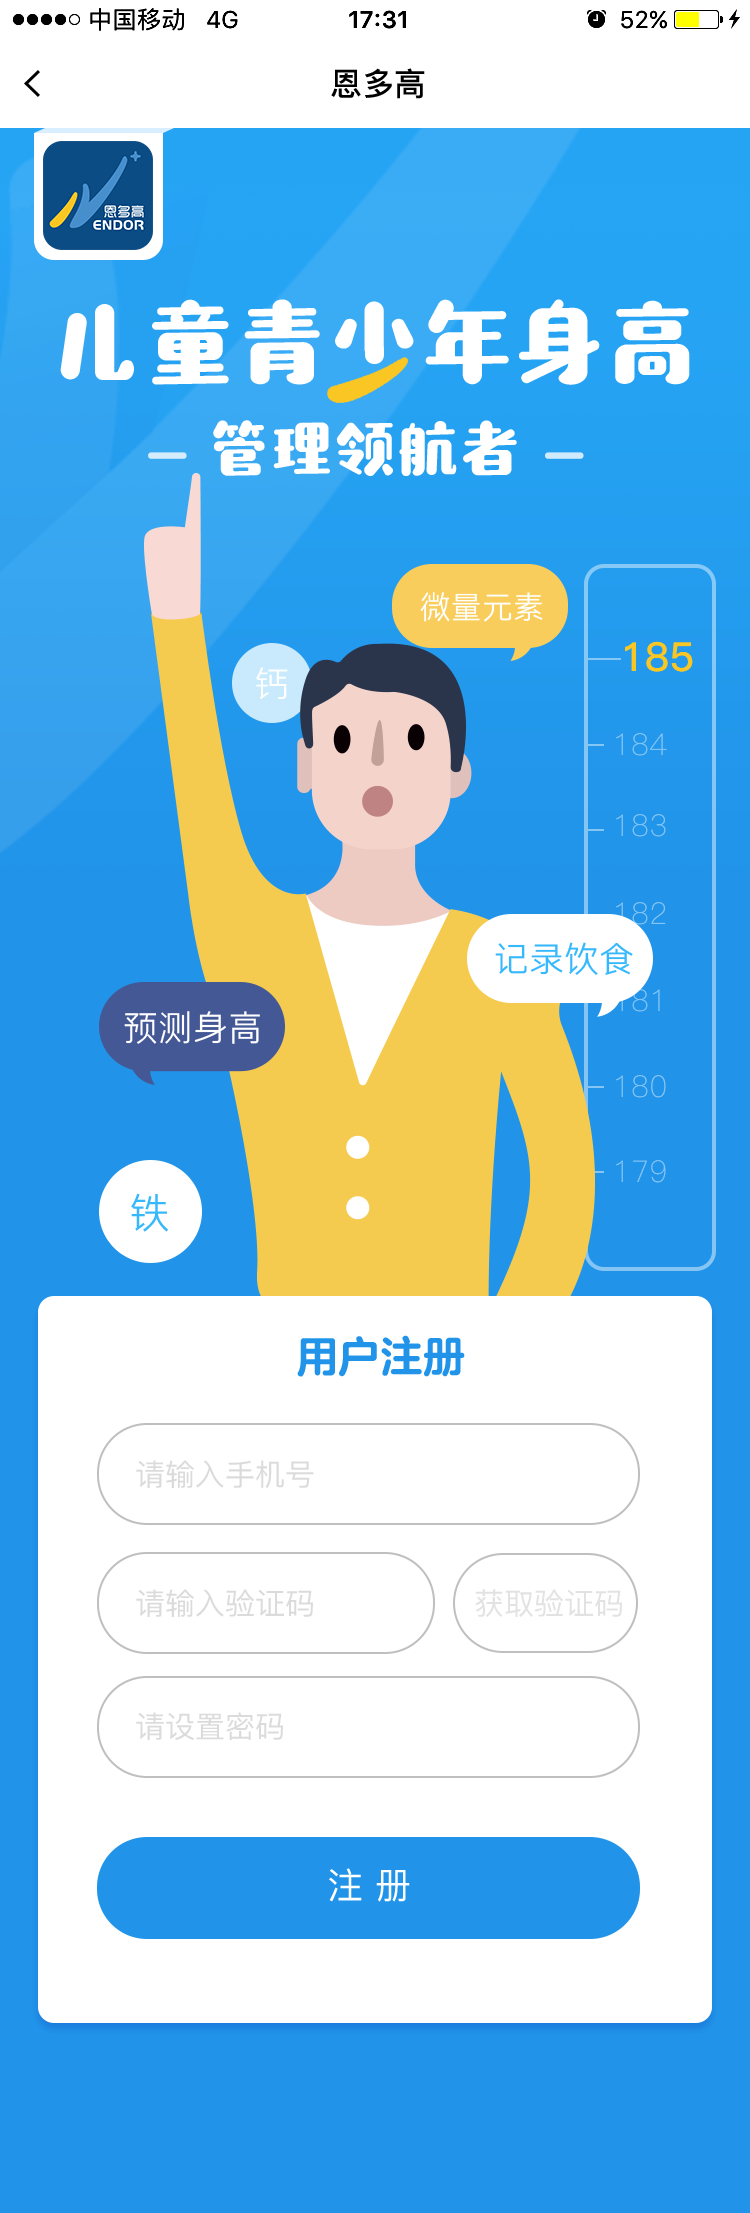 中国移动 4G 17:31 52%
恩多高
恩多高
ENDOR
儿童青少年身高
管理领航者
微量元素
钙
185
184
183
182
记录饮食
181
预测身高
180
179
铁
用户注册
请输入手机号
请输入验证码 获取验证码
请设置密码
注 册